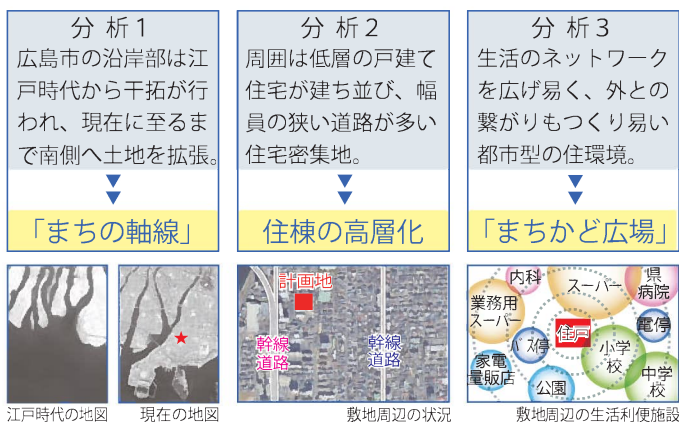 分析1
広島市の沿岸部は江
戸時代から干拓が行
われ、現在に至るま
で南側へ土地を拡張。
「まちの軸線」
江戸時代の地図
現在の地図
分析2
周囲は低層の戸建て
住宅が建ち並び、幅
員の狭い道路が多い
住宅密集地。
住棟の高層化
計画地
幹線
道路
幹線
道路
敷地周辺の状況
分析3
生活のネットワーク
を広げ易く、外との
繋がりもつくり易い
都市型の住環境。
「まちかど広場」
内科
スーパー
県
病院
業務用
スーパー
住戸
電停
バス停
小学
校
家電
量販店
公園
中学
校
敷地周辺の生活利便施設